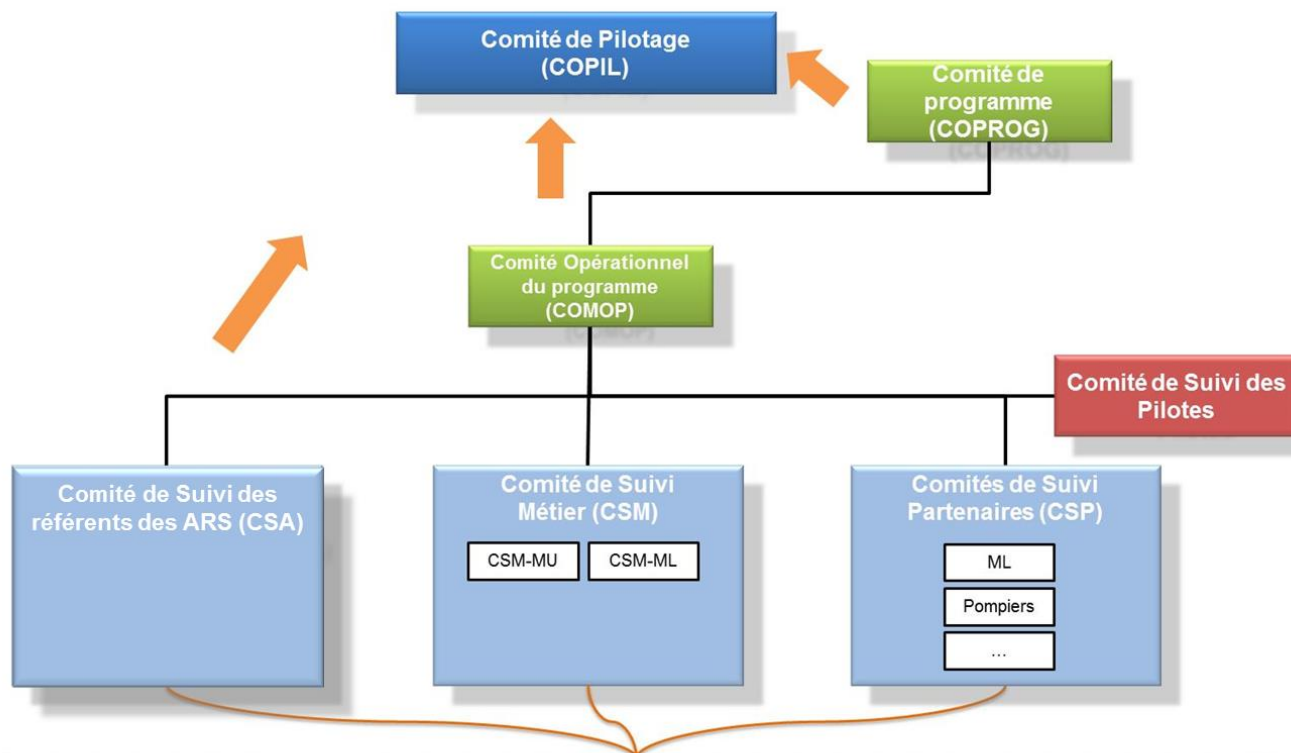 Comité de Pilotage
(COPIL)
Comité de
programme
(COPROG)
Comité Opérationnel
du programme
(COMOP)
Comité de Suivi des
Pilotes
Comité de Suivi des
référents des ARS (CSA)
Comité de Suivi
Métier (CSM)
CSM-MU
CSM-ML
Comités de Suivi
Partenaires (CSP)
ML
Pompiers
...